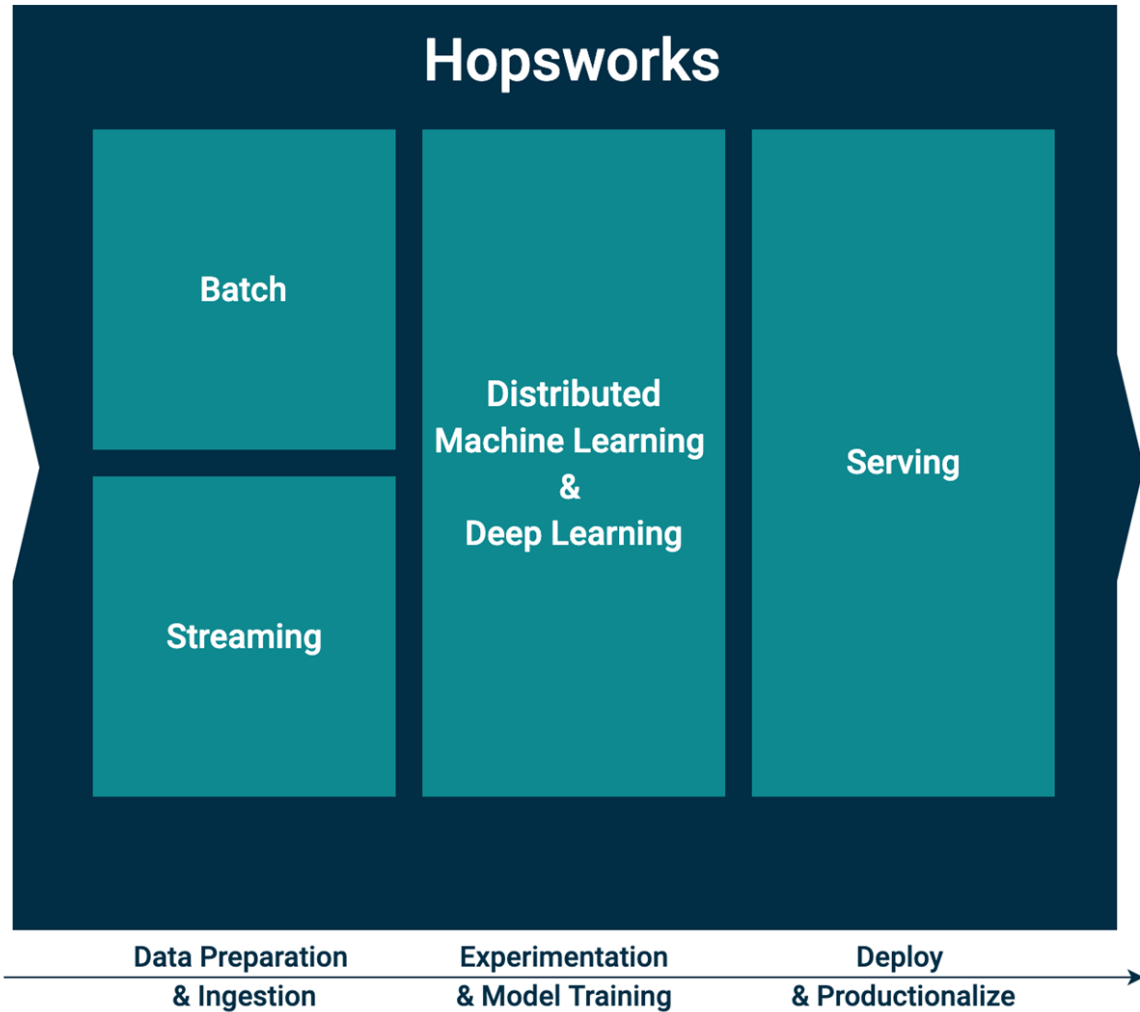 Hopsworks
Batch
Streaming
Distributed
Machine Learning
&
Deep Learning
Serving
Data Preparation
& Ingestion
Experimentation
& Model Training
Deploy
& Productionalize